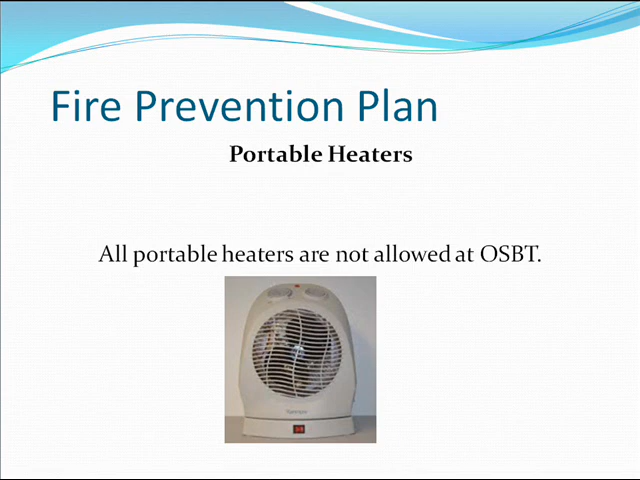 Fire Prevention Plan
Portable Heaters
All portable heaters are not allowed at OSBT.